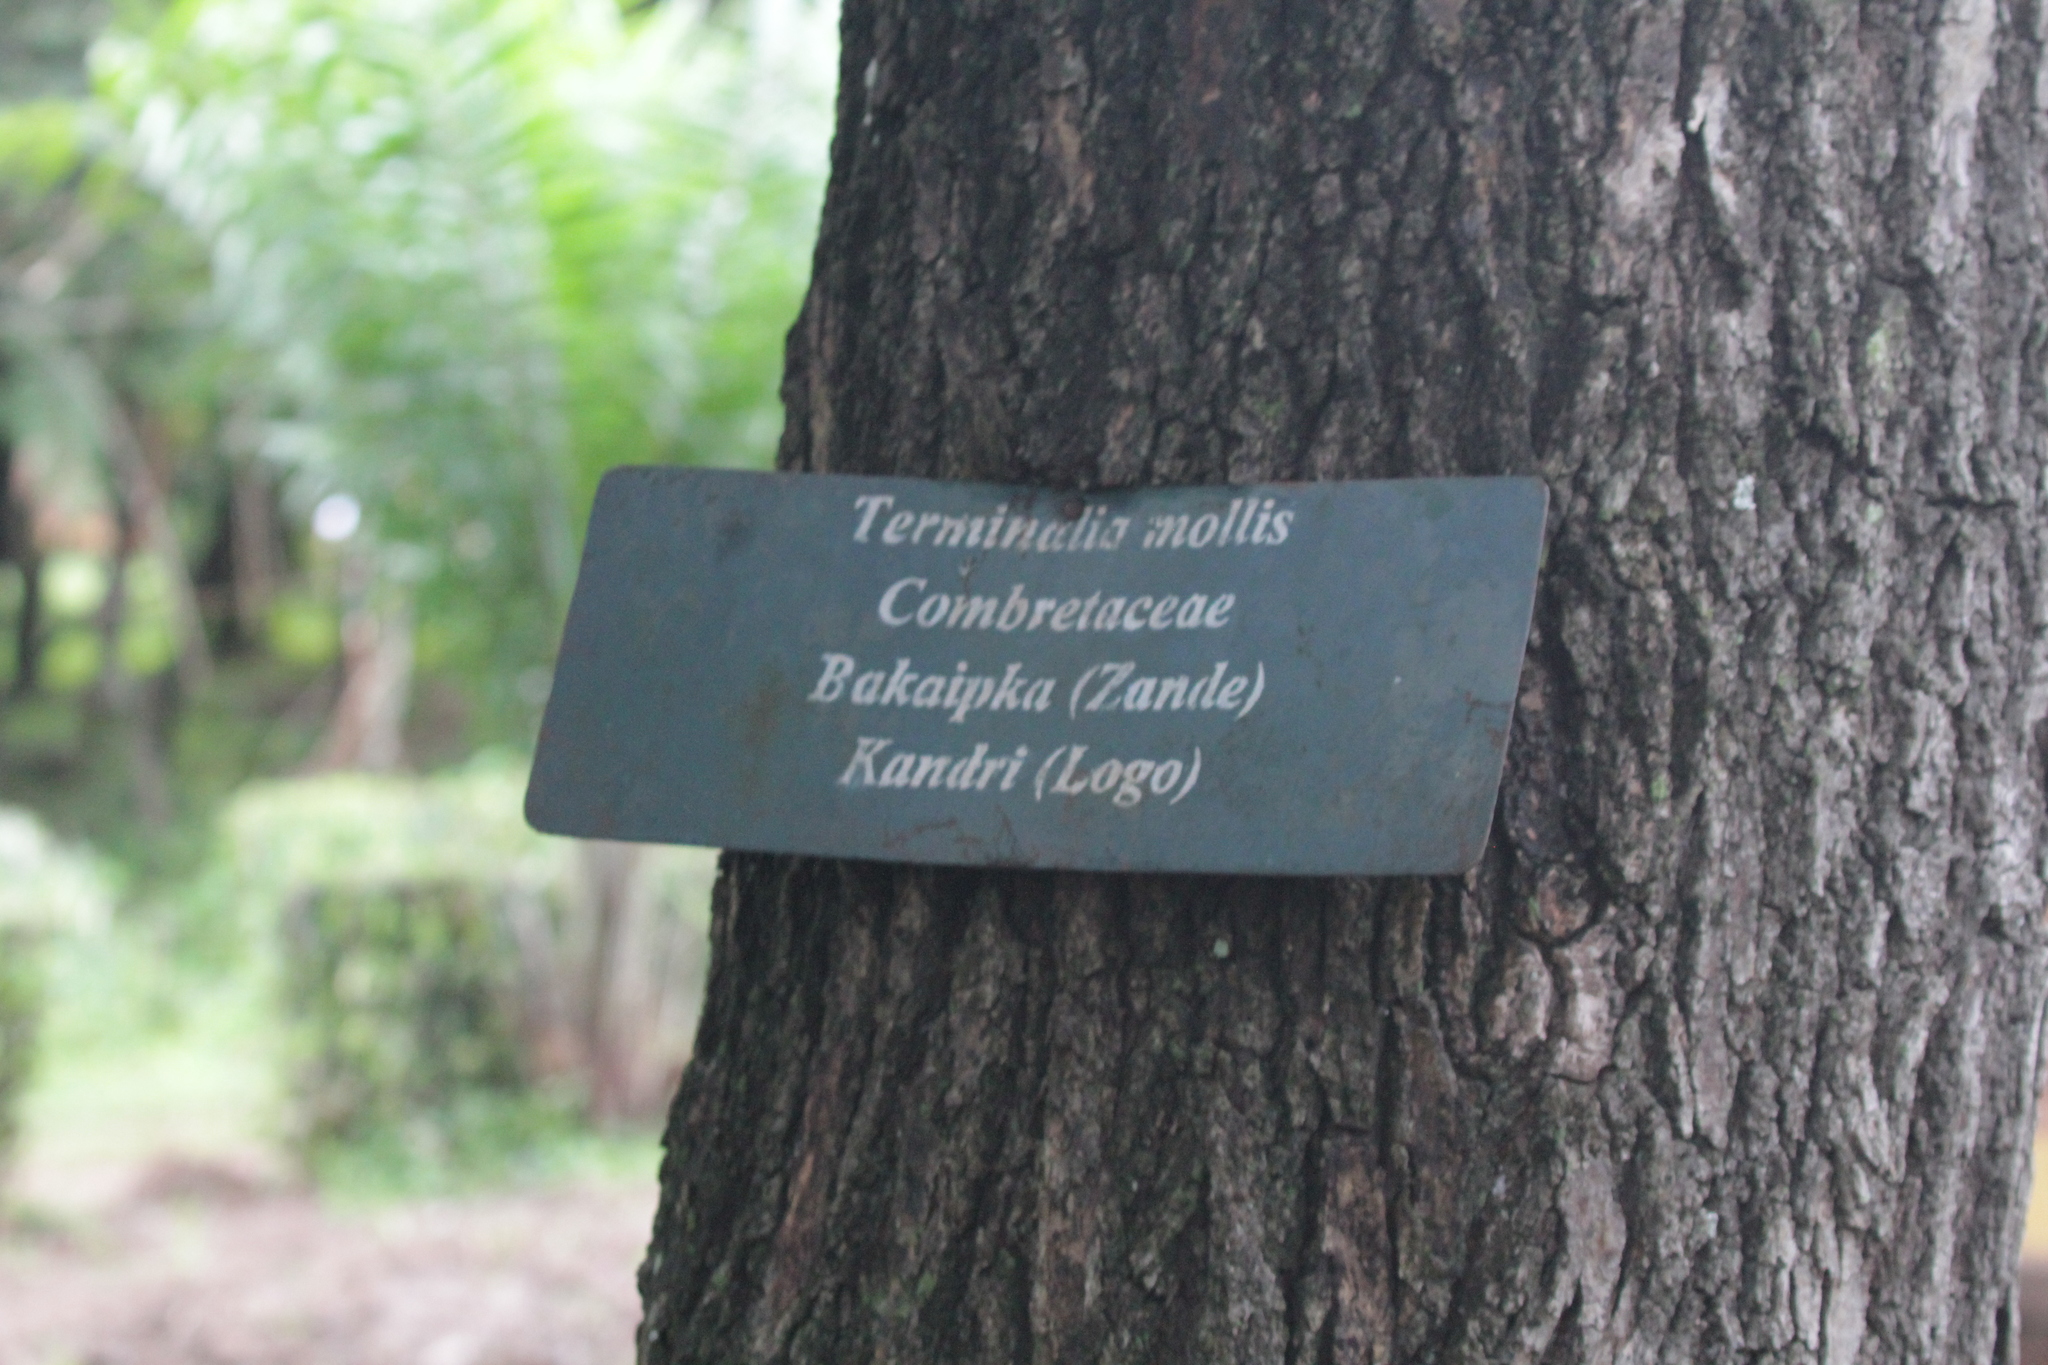 Terminalia mollis
Combretaceae
Bakaipka (Zande)
Kandri (Logo)